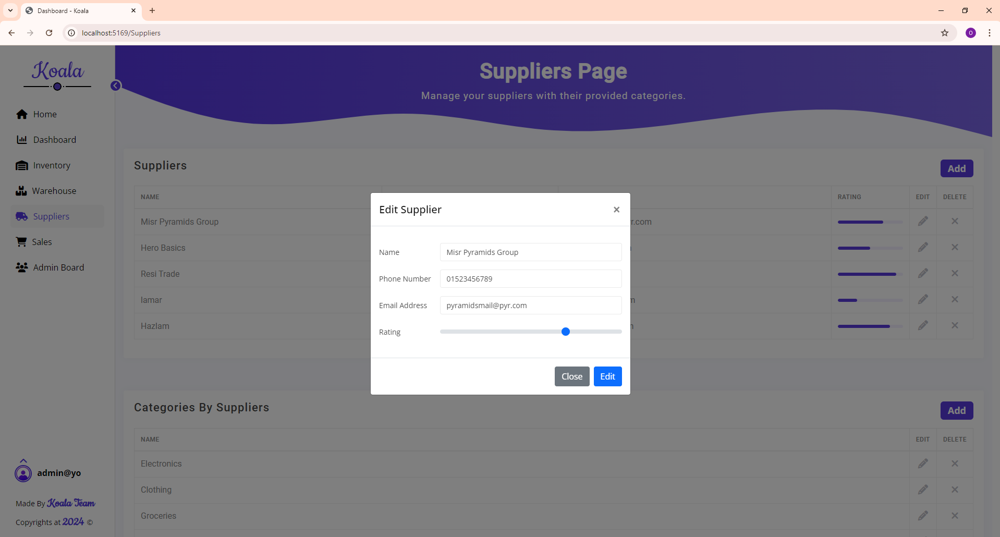 Dashboard - Koala
localhost:5169/Suppliers
O
Koala
Home
Dashboard
Inventory
Warehouse
Suppliers
Sales
Admin Board
admin@yo
Made By Koala Team
Copyrights at 2024 ©
Suppliers Page
Manage your suppliers with their provided categories.
Suppliers
Add
NAME RATING EDIT DELETE
Misr Pyramids Group r.com
Hero Basics
Resi Trade
lamar
Hazlam
Edit Supplier
Name Misr Pyramids Group
Phone Number 01523456789
Email Address pyramidsmail@pyr.com
Rating
Close Edit
Categories By Suppliers
Add
NAME EDIT DELETE
Electronics
Clothing
Groceries